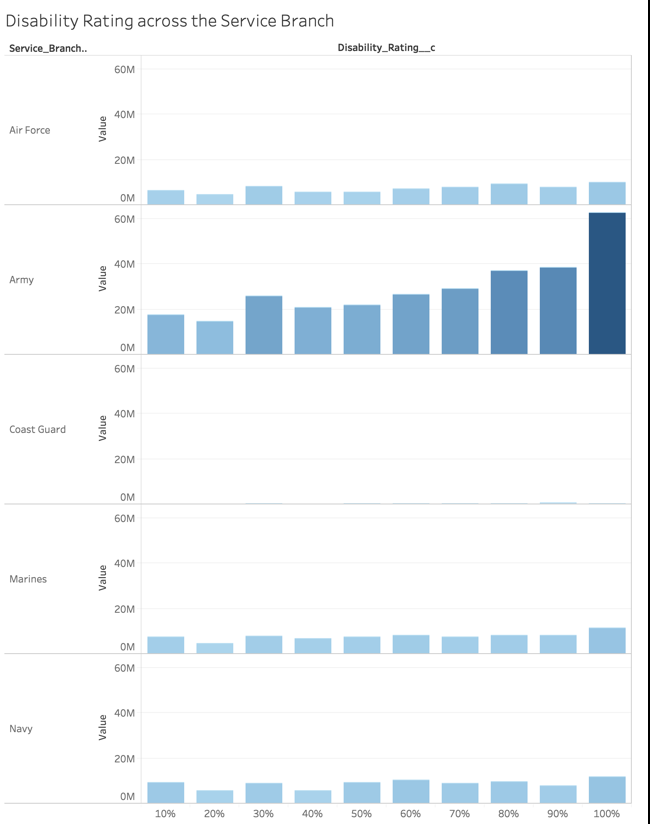 Disability Rating across the Service Branch
Service_Branch.. Disability_Rating__c
60M
40M
20M
0M
Value
Air Force
60M
40M
20M
0M
Value
Army
60M
40M
20M
0M
Value
Coast Guard
60M
40M
20M
0M
Value
Marines
60M
40M
20M
0M
Value
Navy
10% 20% 30% 40% 50% 60% 70% 80% 90% 100%